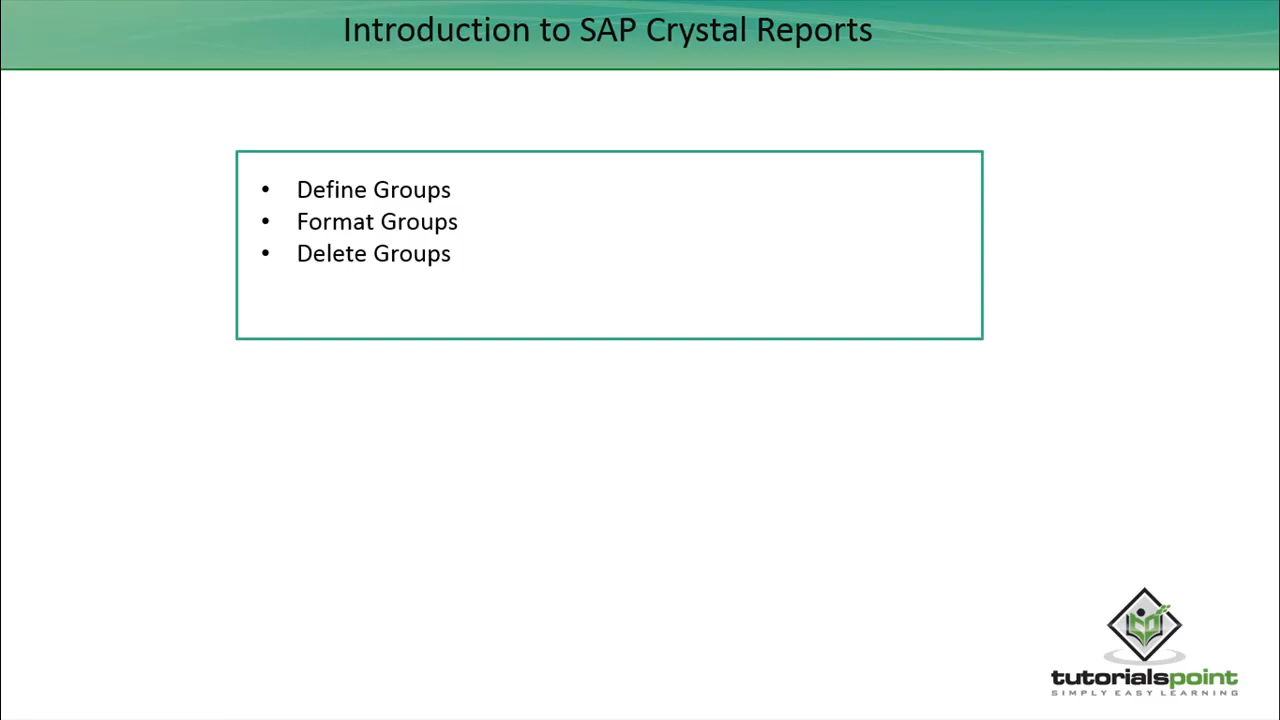 Introduction to SAP Crystal Reports
• Define Groups
• Format Groups
• Delete Groups
tutorialspoint
SIMPLY EASY LEARNING